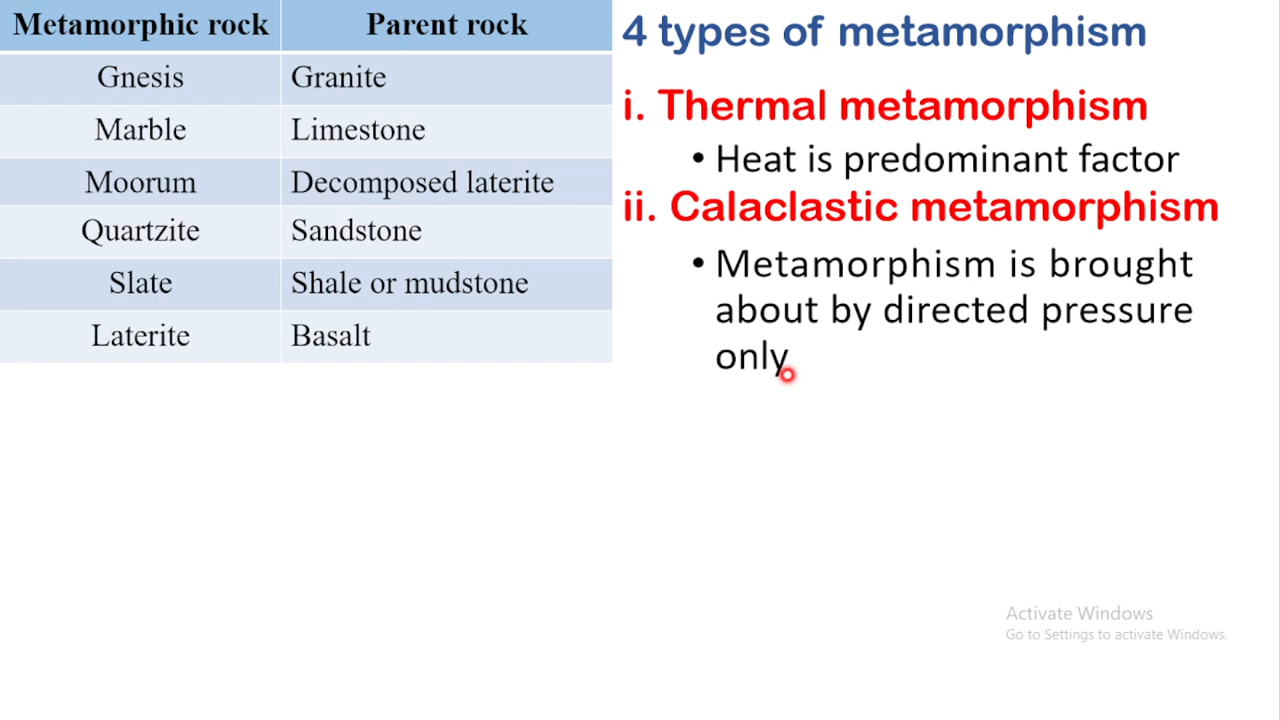 Metamorphic rock Parent rock
Gnesis Granite
Marble Limestone
Moorum Decomposed laterite
Quartzite Sandstone
Slate Shale or mudstone
Laterite Basalt
4 types of metamorphism
i. Thermal metamorphism
• Heat is predominant factor
ii. Calaclastic metamorphism
• Metamorphism is brought
about by directed pressure
only
Activate Windows
Go to Settings to activate Windows.